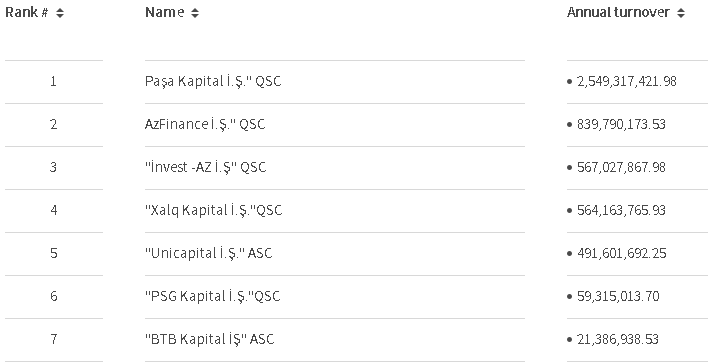 Rank # Name Annual turnover
1 Paşa Kapital İ.Ş." QSC • 2,549,317,421.98
2 AzFinance İ.Ş." QSC • 839,790,173.53
3 "İnvest -AZ İ.Ş" QSC • 567,027,867.98
4 "Xalq Kapital İ.Ş."QSC • 564,163,765.93
5 "Unicapital İ.Ş." ASC • 491,601,692.25
6 "PSG Kapital İ.Ş."QSC • 59,315,013.70
7 "BTB Kapital İŞ" ASC • 21,386,938.53